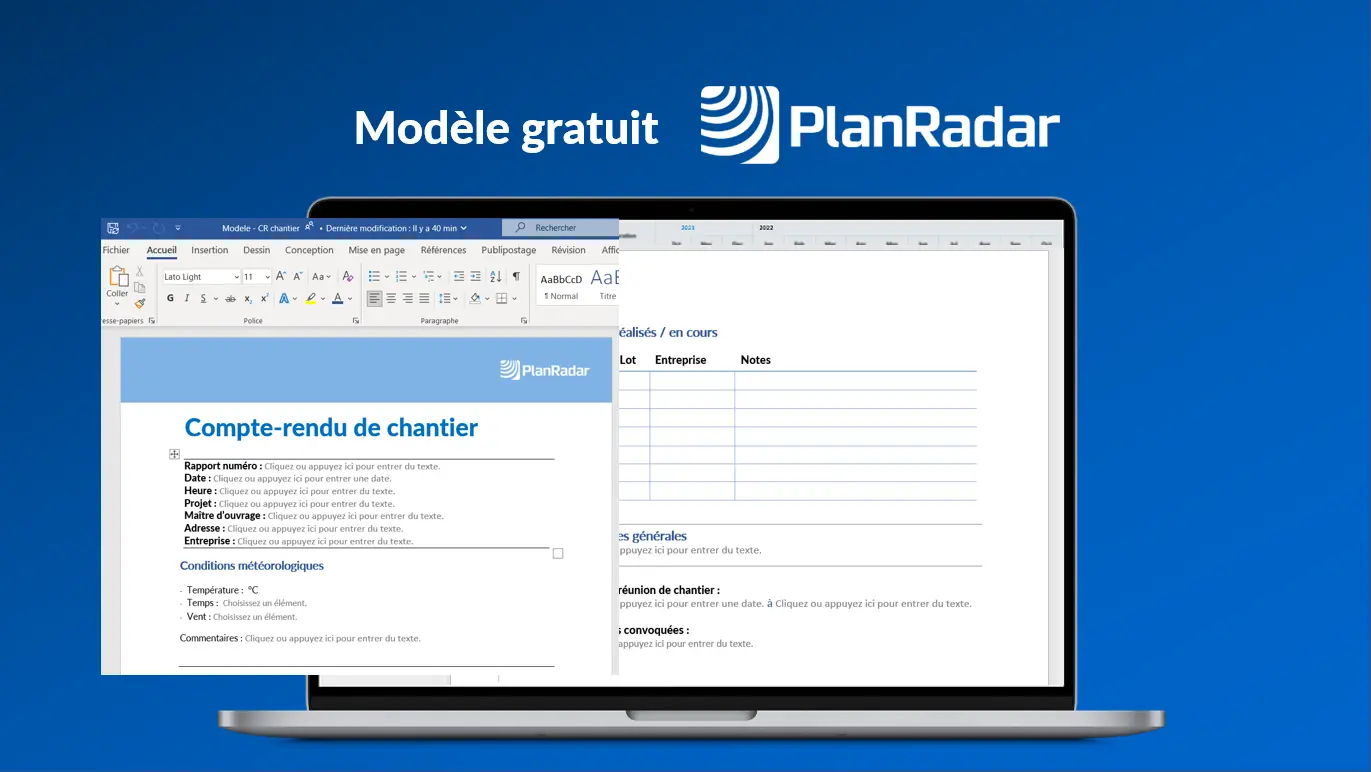 Modèle gratuit PlanRadar
Modele - CR chantier • Dernière modification : Il y a 40 min
Rechercher
Fichier Accueil Insertion Dessin Conception Mise en page Références Publipostage Révision Affic
Coller
Lato Light 11
Aa
G I S ab x₂ x² A A
AaBbCcD AaB
¶ Normal Titre
esse-papiers Police Paragraphe
PlanRadar
Compte-rendu de chantier
Rapport numéro : Cliquez ou appuyez ici pour entrer du texte.
Date : Cliquez ou appuyez ici pour entrer une date.
Heure : Cliquez ou appuyez ici pour entrer du texte.
Projet : Cliquez ou appuyez ici pour entrer du texte.
Maître d'ouvrage : Cliquez ou appuyez ici pour entrer du texte.
Adresse : Cliquez ou appuyez ici pour entrer du texte.
Entreprise : Cliquez ou appuyez ici pour entrer du texte.
Conditions météorologiques
· Température : °C
· Temps : Choisissez un élément.
· Vent : Choisissez un élément.
Commentaires : Cliquez ou appuyez ici pour entrer du texte.
2021 2022
éalisés / en cours
Lot Entreprise Notes
es générales
ppuyez ici pour entrer du texte.
réunion de chantier :
ppuyez ici pour entrer une date. à Cliquez ou appuyez ici pour entrer du texte.
s convoquées :
appuyez ici pour entrer du texte.